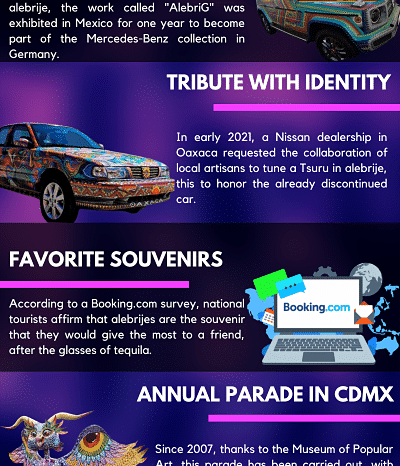 alebrije, the work called "AlebriG" was
exhibited in Mexico for one year to become
part of the Mercedes-Benz collection in
Germany.
TRIBUTE WITH IDENTITY
In early 2021, a Nissan dealership in
Oaxaca requested the collaboration of
local artisans to tune a Tsuru in alebrije,
this to honor the already discontinued
car.
OAXACA
FAVORITE SOUVENIRS
According to a Booking.com survey, national
tourists affirm that alebrijes are the souvenir
that they would give the most to a friend,
after the glasses of tequila.
Booking.com
ANNUAL PARADE IN CDMX
Since 2007, thanks to the Museum of Popular
Art, this parade has been carried out, with